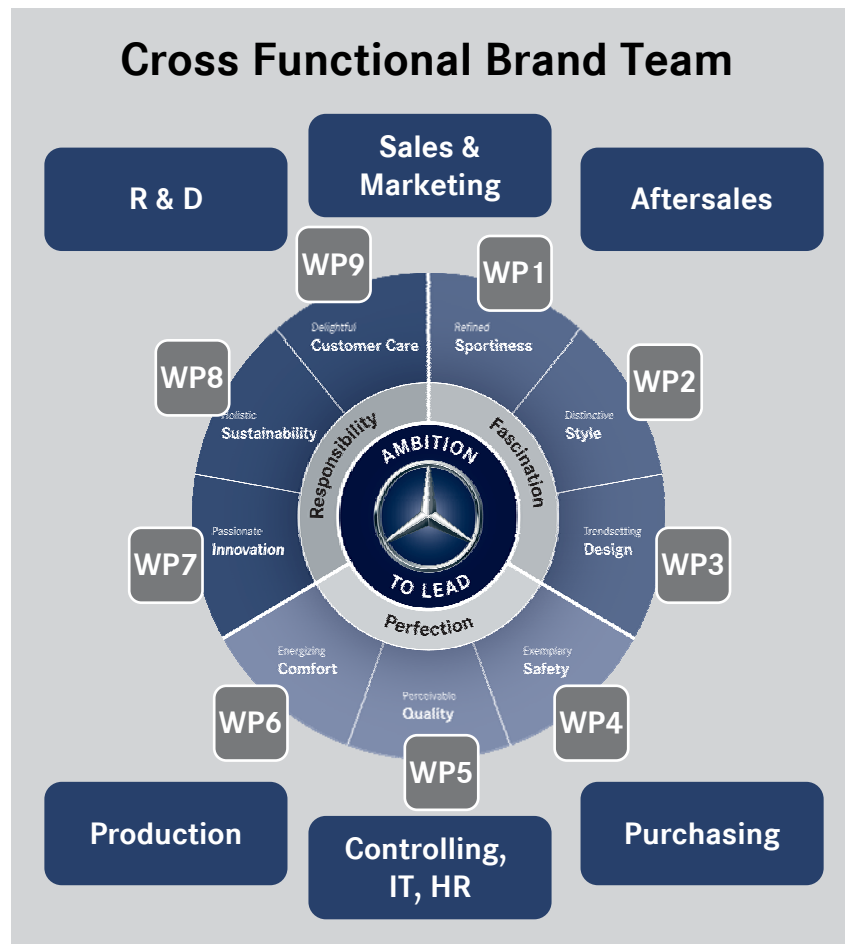 Cross Functional Brand Team
Sales &
Marketing
R & D
Aftersales
WP9
WP1
Delightful
Customer Care
Refined
Sportiness
WP8
WP2
Holistic
Sustainability
Distinctive
Style
Responsibility
Fascination
AMBITION
TO LEAD
Perfection
Passionate
Innovation
Trendsetting
Design
WP7
WP3
Energizing
Comfort
Exemplary
Safety
Perceivable
Quality
WP6
WP4
WP5
Production
Controlling,
IT, HR
Purchasing